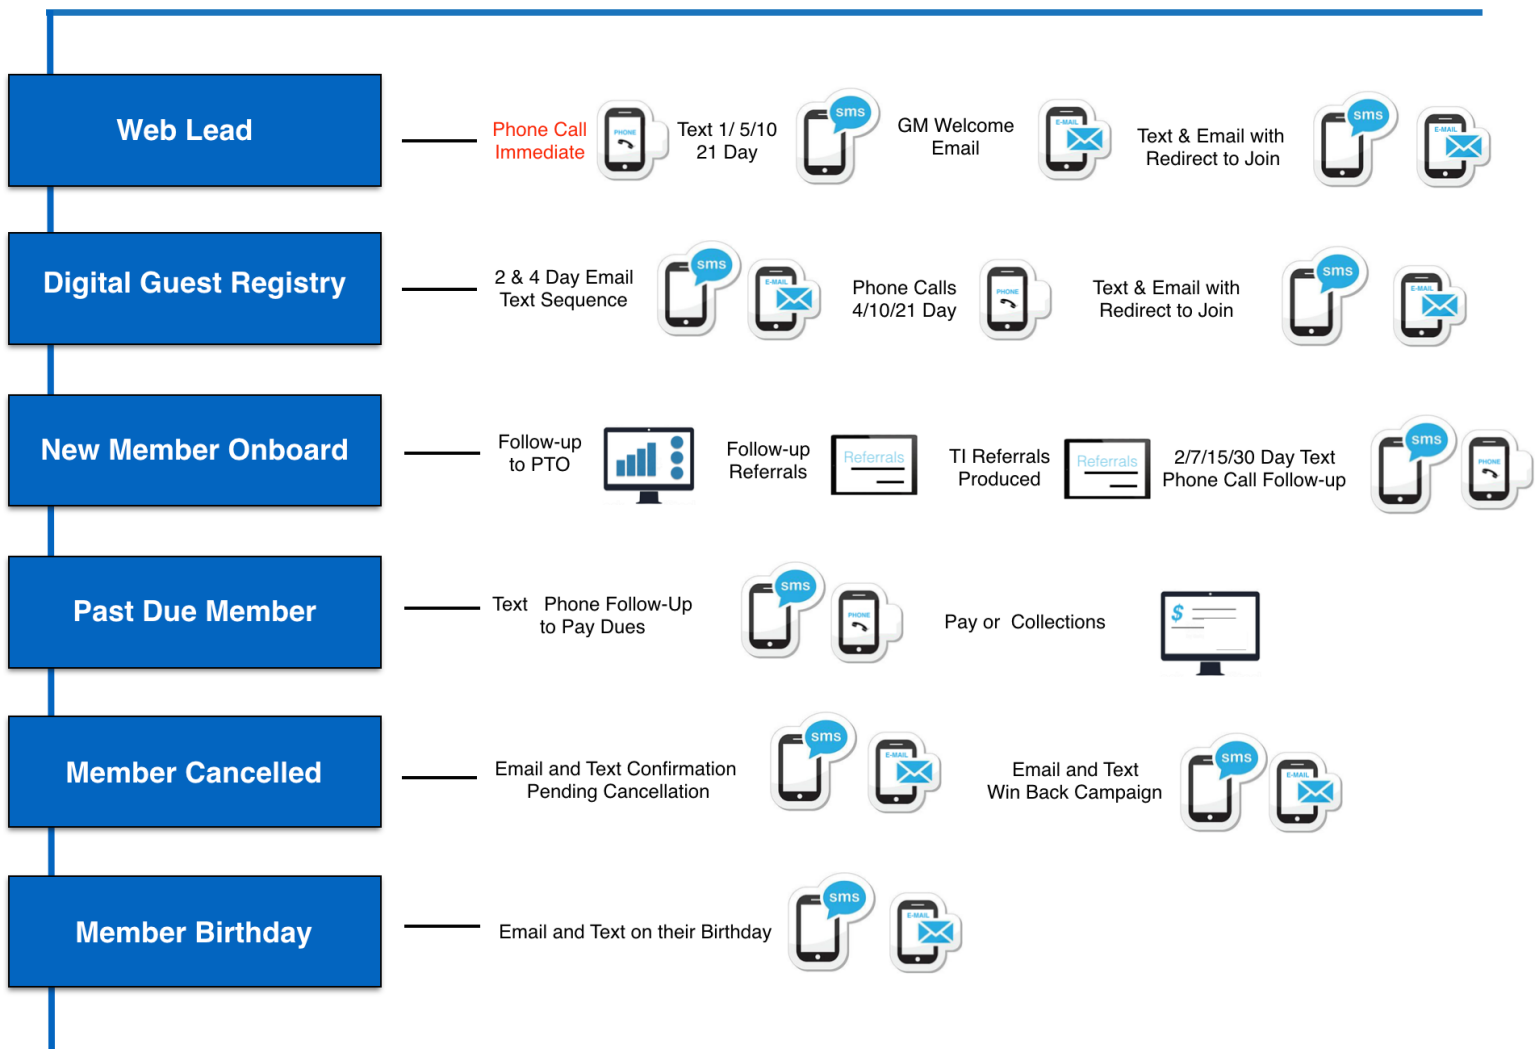 Web Lead
Phone Call
Immediate
PHONE
Text 1/ 5/10
21 Day
sms
GM Welcome
Email
E-MAIL
Text & Email with
Redirect to Join
sms
E-MAIL
Digital Guest Registry
2 & 4 Day Email
Text Sequence
sms
E-MAIL
Phone Calls
4/10/21 Day
PHONE
Text & Email with
Redirect to Join
sms
E-MAIL
New Member Onboard
Follow-up
to PTO
Follow-up
Referrals
Referrals
TI Referrals
Produced
Referrals
2/7/15/30 Day Text
Phone Call Follow-up
sms
PHONE
Past Due Member
Text Phone Follow-Up
to Pay Dues
sms
PHONE
Pay or Collections
$
Member Cancelled
Email and Text Confirmation
Pending Cancellation
sms
E-MAIL
Email and Text
Win Back Campaign
sms
E-MAIL
Member Birthday
Email and Text on their Birthday
sms
E-MAIL